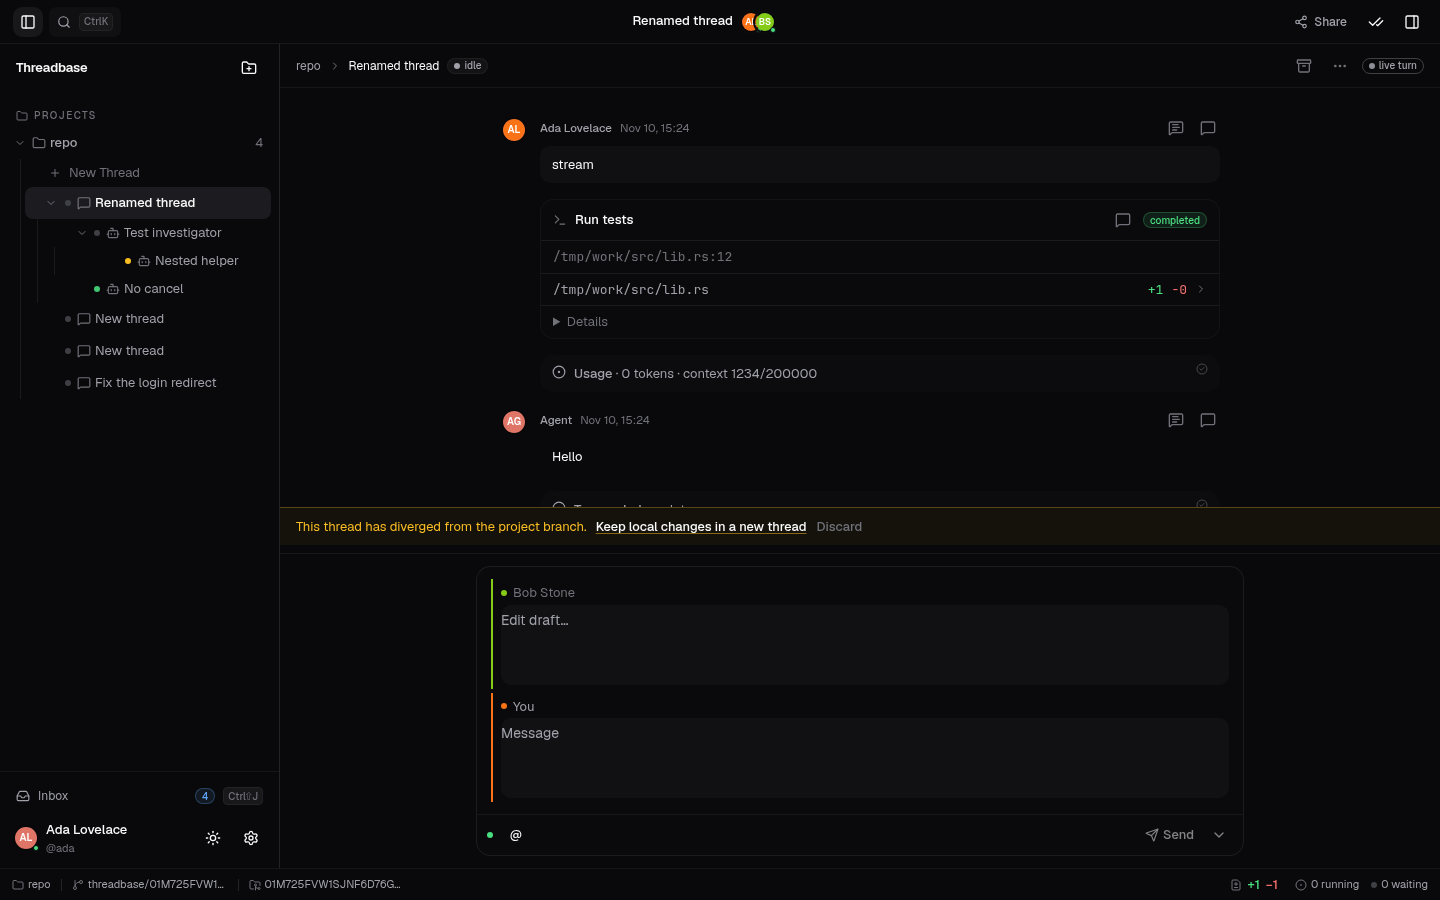 CtrlK
Renamed thread
AL
BS
Share
Threadbase
repo
Renamed thread
idle
live turn
PROJECTS
repo
4
New Thread
Renamed thread
Test investigator
Nested helper
No cancel
New thread
New thread
Fix the login redirect
AL
Ada Lovelace
Nov 10, 15:24
stream
Run tests
completed
/tmp/work/src/lib.rs:12
/tmp/work/src/lib.rs
+1 -0
Details
Usage · 0 tokens · context 1234/200000
AG
Agent
Nov 10, 15:24
Hello
This thread has diverged from the project branch. Keep local changes in a new thread Discard
Bob Stone
Edit draft…
You
Message
@
Send
Inbox
4
Ctrl⇧J
AL
Ada Lovelace
@ada
repo
threadbase/01M725FVW1…
01M725FVW1SJNF6D76G…
+1 −1
0 running
0 waiting